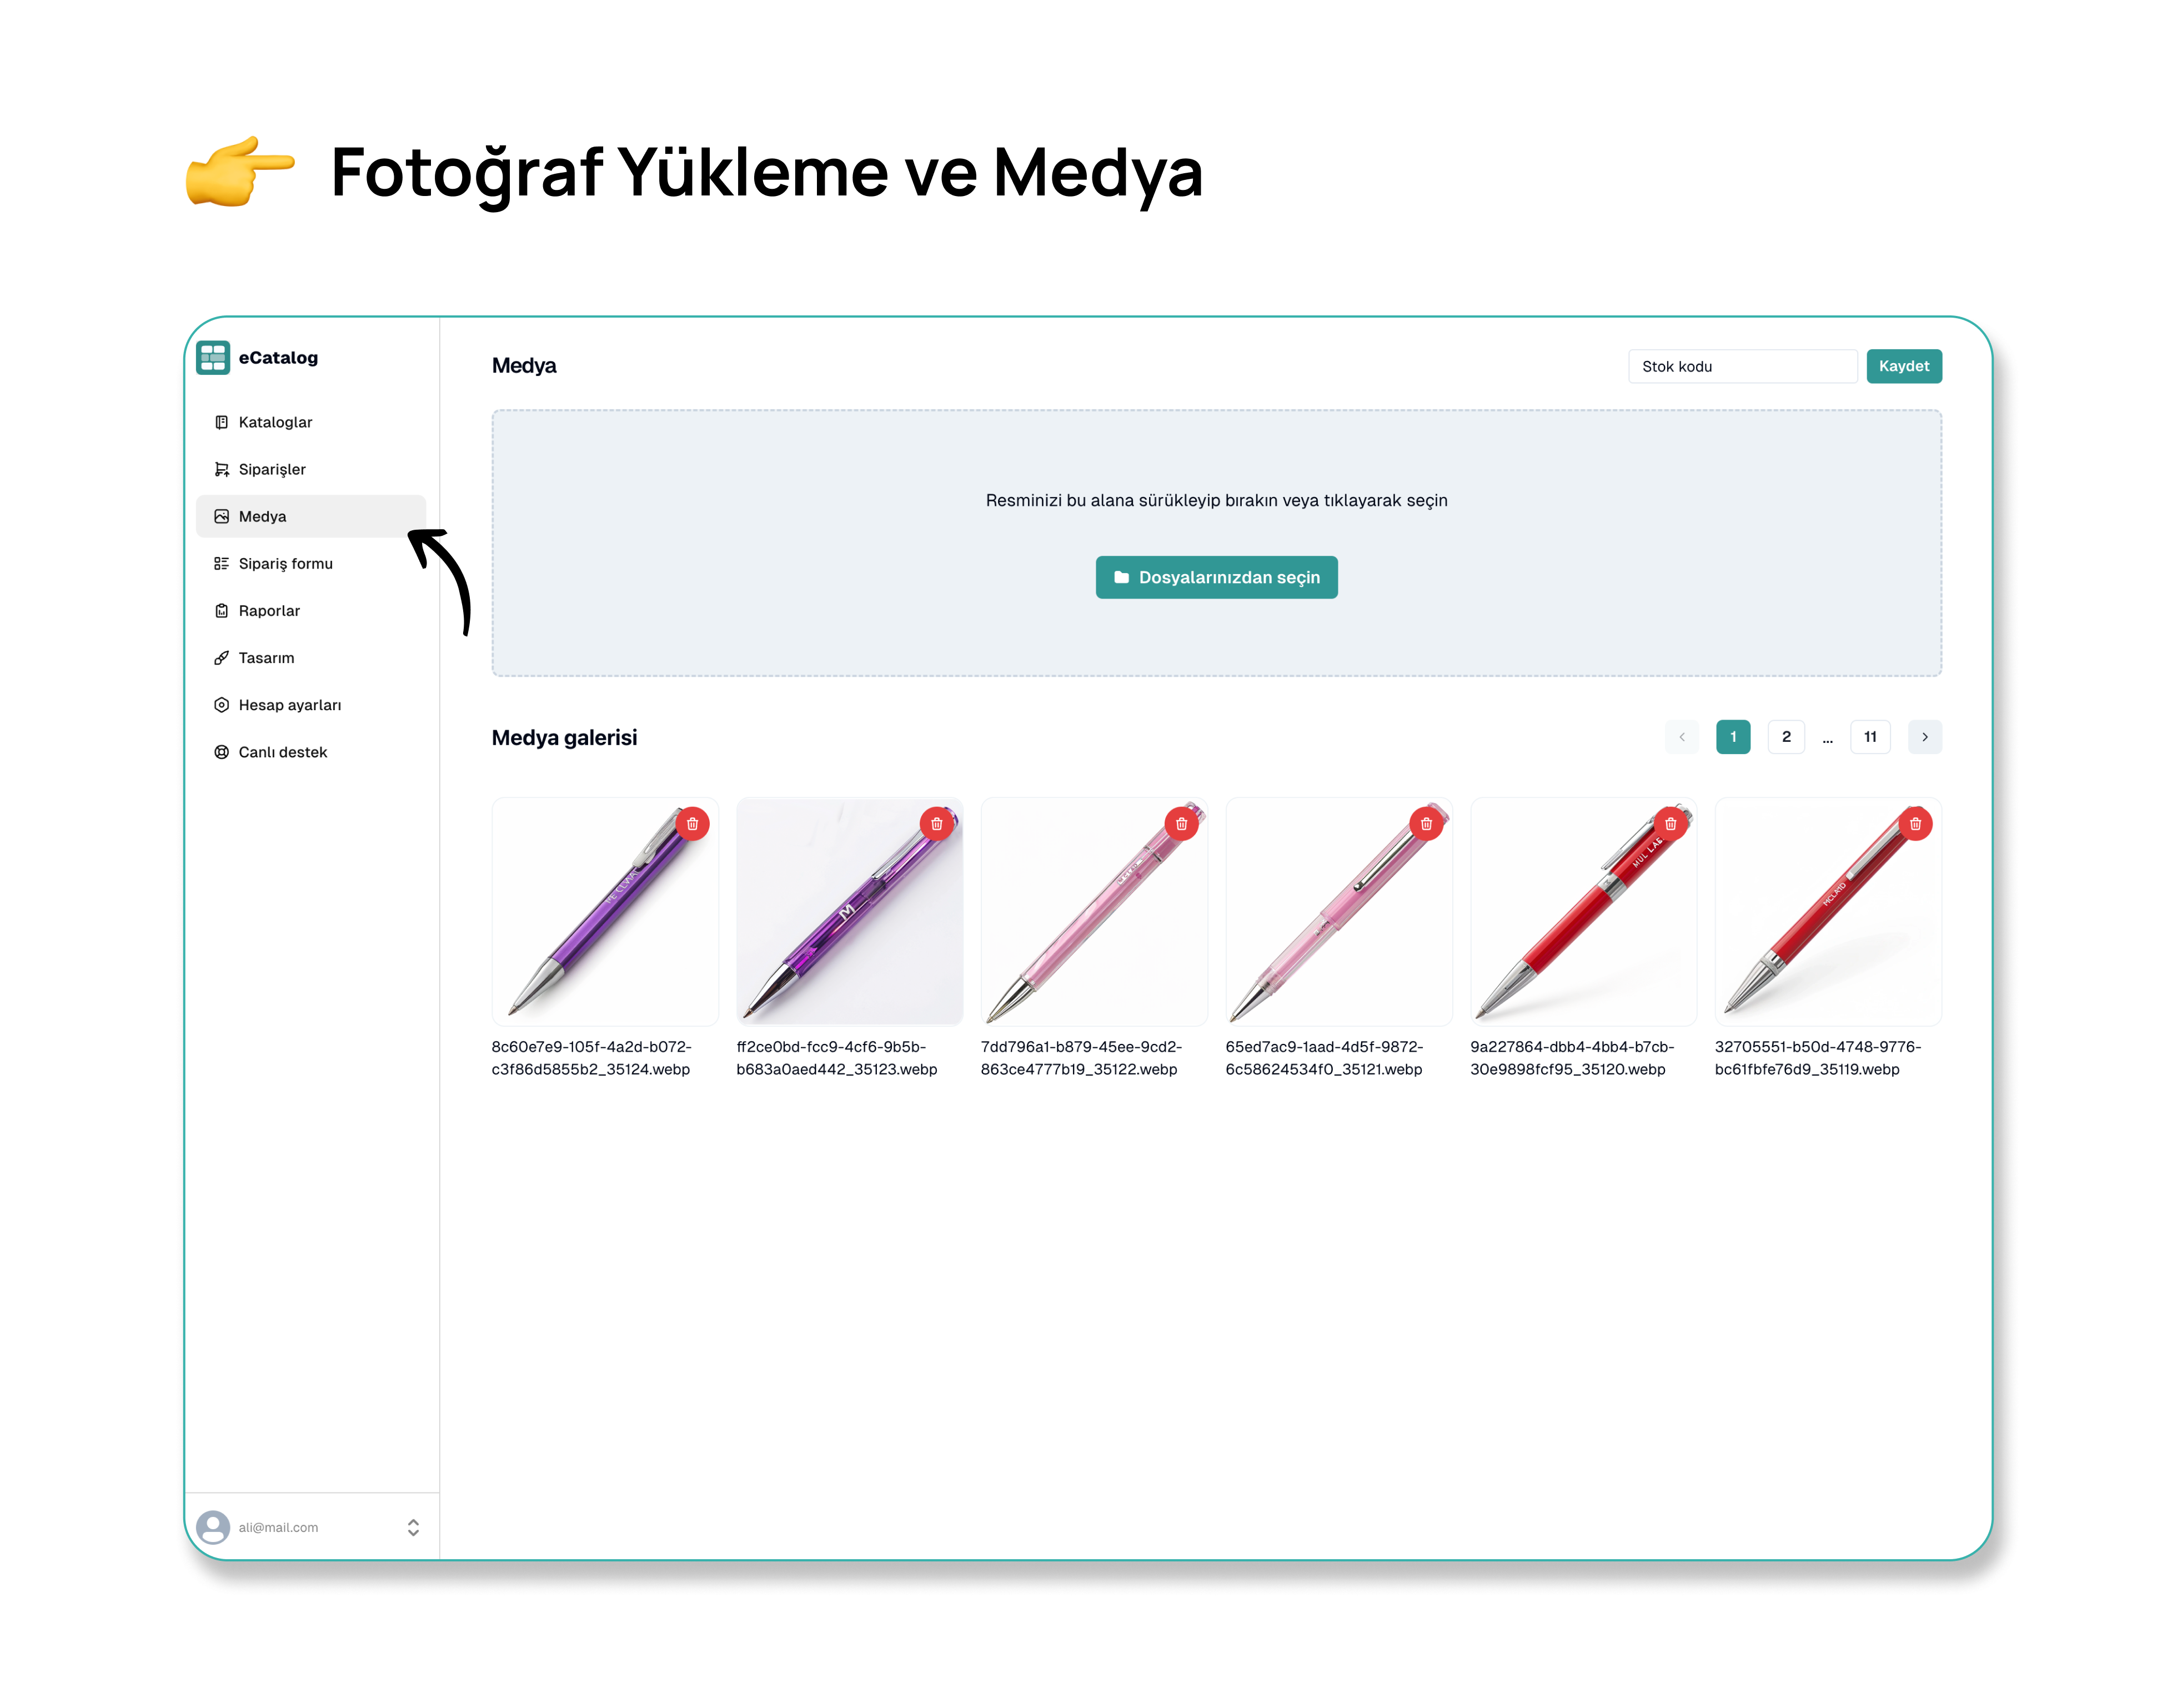 Fotoğraf Yükleme ve Medya
eCatalog
Kataloglar
Siparişler
Medya
Sipariş formu
Raporlar
Tasarım
Hesap ayarları
Canlı destek
ali@mail.com
Medya
Stok kodu
Kaydet
Resminizi bu alana sürükleyip bırakın veya tıklayarak seçin
Dosyalarınızdan seçin
Medya galerisi
1 2 ... 11
M
MUL LAB
8c60e7e9-105f-4a2d-b072-
c3f86d5855b2_35124.webp
ff2ce0bd-fcc9-4cf6-9b5b-
b683a0aed442_35123.webp
7dd796a1-b879-45ee-9cd2-
863ce4777b19_35122.webp
65ed7ac9-1aad-4d5f-9872-
6c58624534f0_35121.webp
9a227864-dbb4-4bb4-b7cb-
30e9898fcf95_35120.webp
32705551-b50d-4748-9776-
bc61fbfe76d9_35119.webp